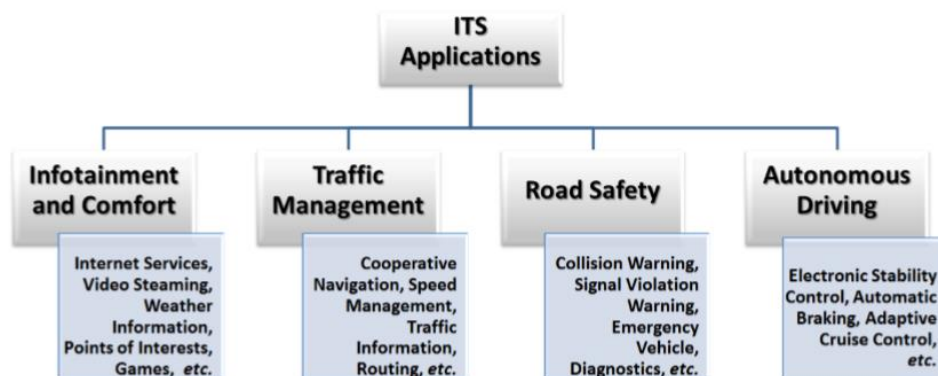 ITS
Applications
Infotainment
and Comfort
Internet Services,
Video Steaming,
Weather
Information,
Points of Interests,
Games, etc.
Traffic
Management
Cooperative
Navigation, Speed
Management,
Traffic
Information,
Routing, etc.
Road Safety
Collision Warning,
Signal Violation
Warning,
Emergency
Vehicle,
Diagnostics, etc.
Autonomous
Driving
Electronic Stability
Control, Automatic
Braking, Adaptive
Cruise Control,
etc.